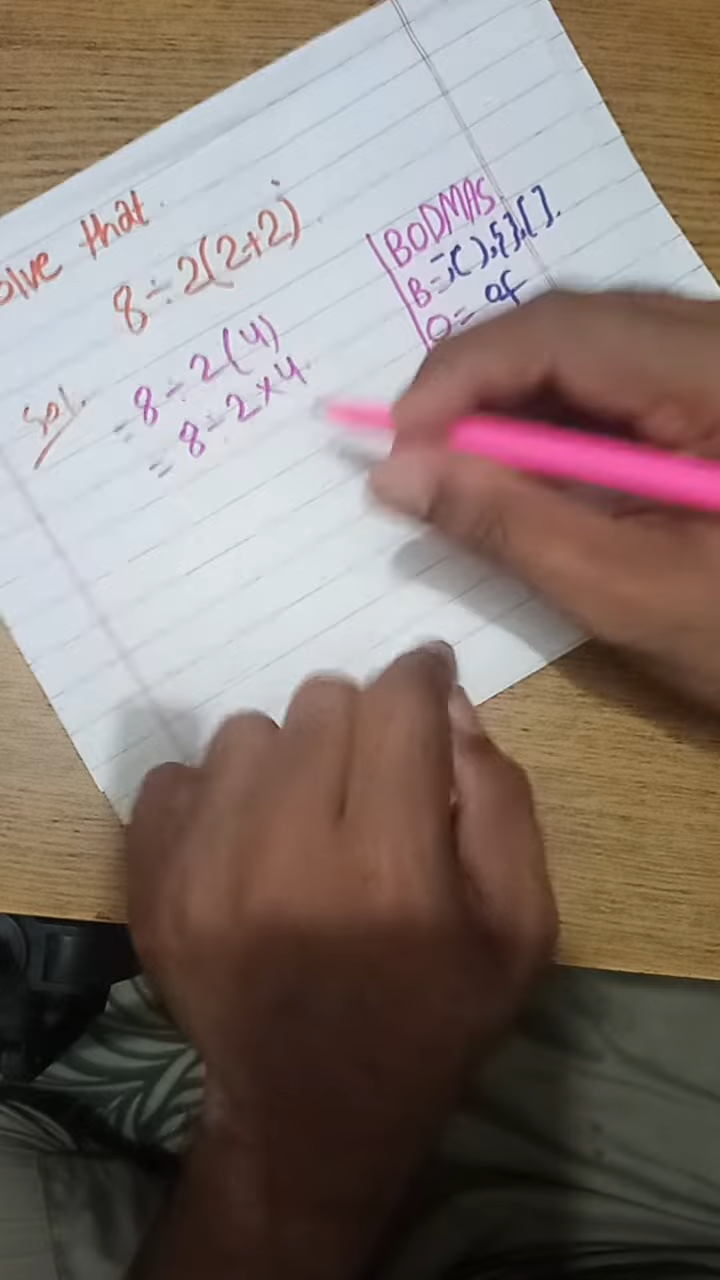 olve that.
8÷2(2+2).
Sol.
= 8÷2(4)
= 8÷2×4
BODMAS
B=-,( ),{ },[ ].
O= of